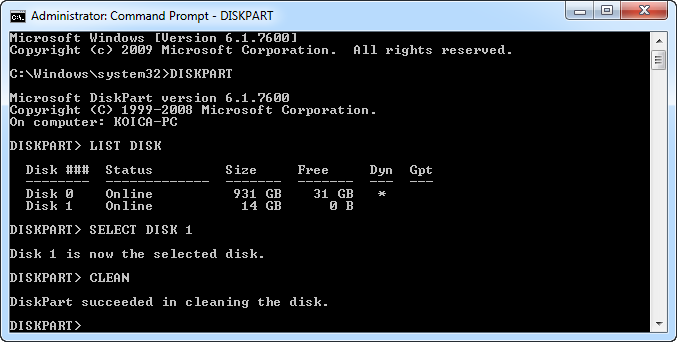 Administrator: Command Prompt - DISKPART
Microsoft Windows [Version 6.1.7600]
Copyright (c) 2009 Microsoft Corporation.  All rights reserved.
C:\Windows\system32>DISKPART
Microsoft DiskPart version 6.1.7600
Copyright (C) 1999-2008 Microsoft Corporation.
On computer: KOICA-PC
DISKPART> LIST DISK
  Disk ###  Status         Size     Free     Dyn  Gpt
  --------  -------------  -------  -------  ---  ---
  Disk 0    Online          931 GB    31 GB   *
  Disk 1    Online           14 GB      0 B
DISKPART> SELECT DISK 1
Disk 1 is now the selected disk.
DISKPART> CLEAN
DiskPart succeeded in cleaning the disk.
DISKPART>